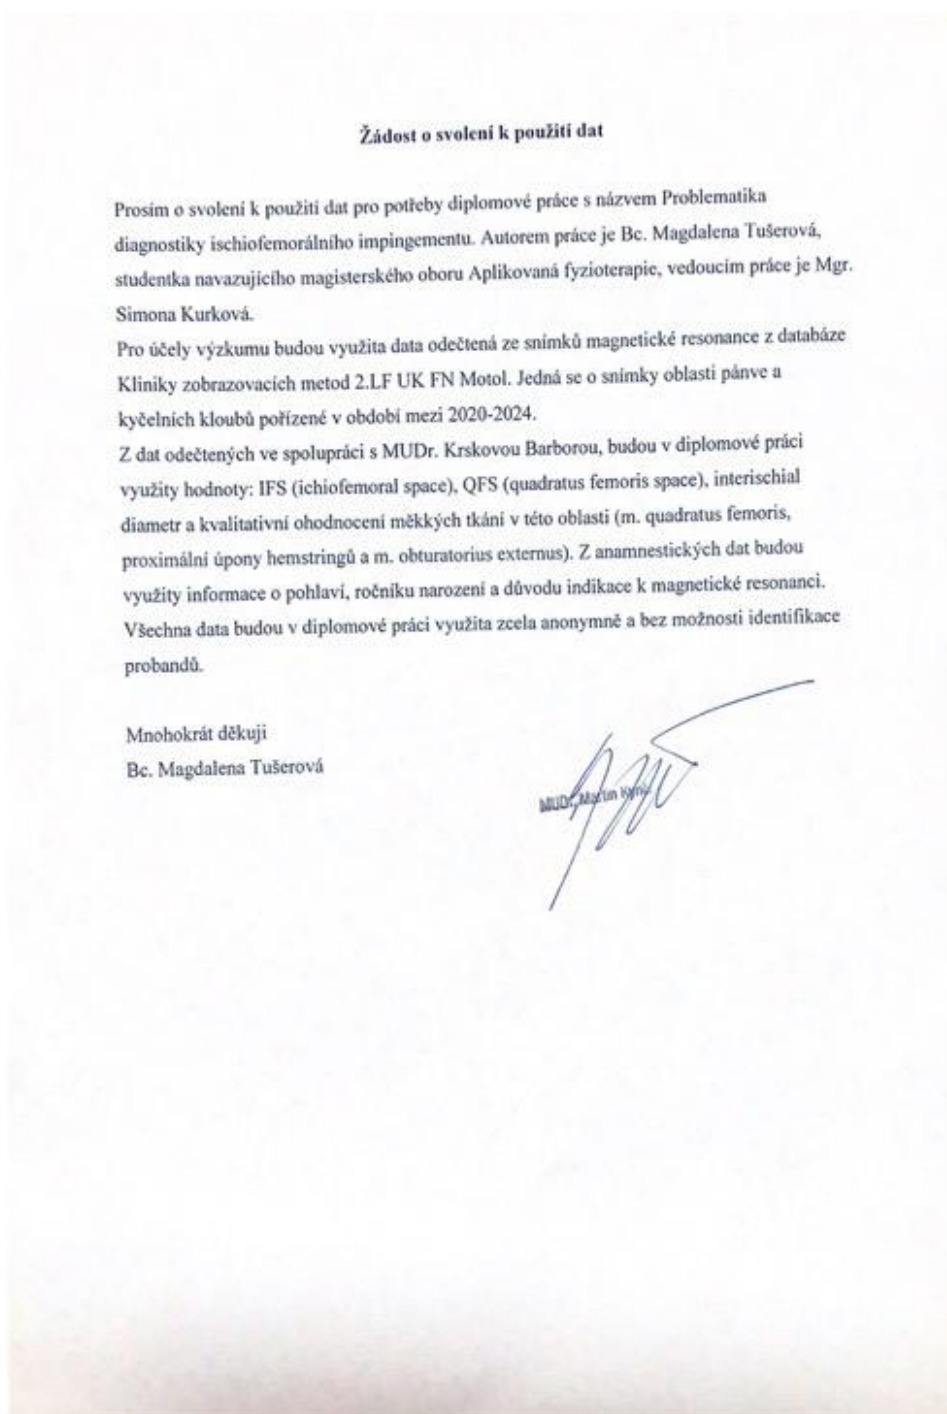 Žádost o svolení k použití dat
Prosím o svolení k použití dat pro potřeby diplomové práce s názvem Problematika
diagnostiky ischiofemorálního impingementu. Autorem práce je Bc. Magdalena Tušerová,
studentka navazujícího magisterského oboru Aplikovaná fyzioterapie, vedoucím práce je Mgr.
Simona Kurková.
Pro účely výzkumu budou využita data odečtená ze snímků magnetické resonance z databáze
Kliniky zobrazovacích metod 2.LF UK FN Motol. Jedná se o snímky oblasti pánve a
kyčelních kloubů pořízené v období mezi 2020-2024.
Z dat odečtených ve spolupráci s MUDr. Krskovou Barborou, budou v diplomové práci
využity hodnoty: IFS (ichiofemoral space), QFS (quadratus femoris space), interischial
diametr a kvalitativní ohodnocení měkkých tkání v této oblasti (m. quadratus femoris,
proximální úpony hemstringů a m. obturatorius externus). Z anamnestických dat budou
využity informace o pohlaví, ročníku narození a důvodu indikace k magnetické resonanci.
Všechna data budou v diplomové práci využita zcela anonymně a bez možnosti identifikace
probandů.
Mnohokrát děkuji
Bc. Magdalena Tušerová
MUDr. Martin